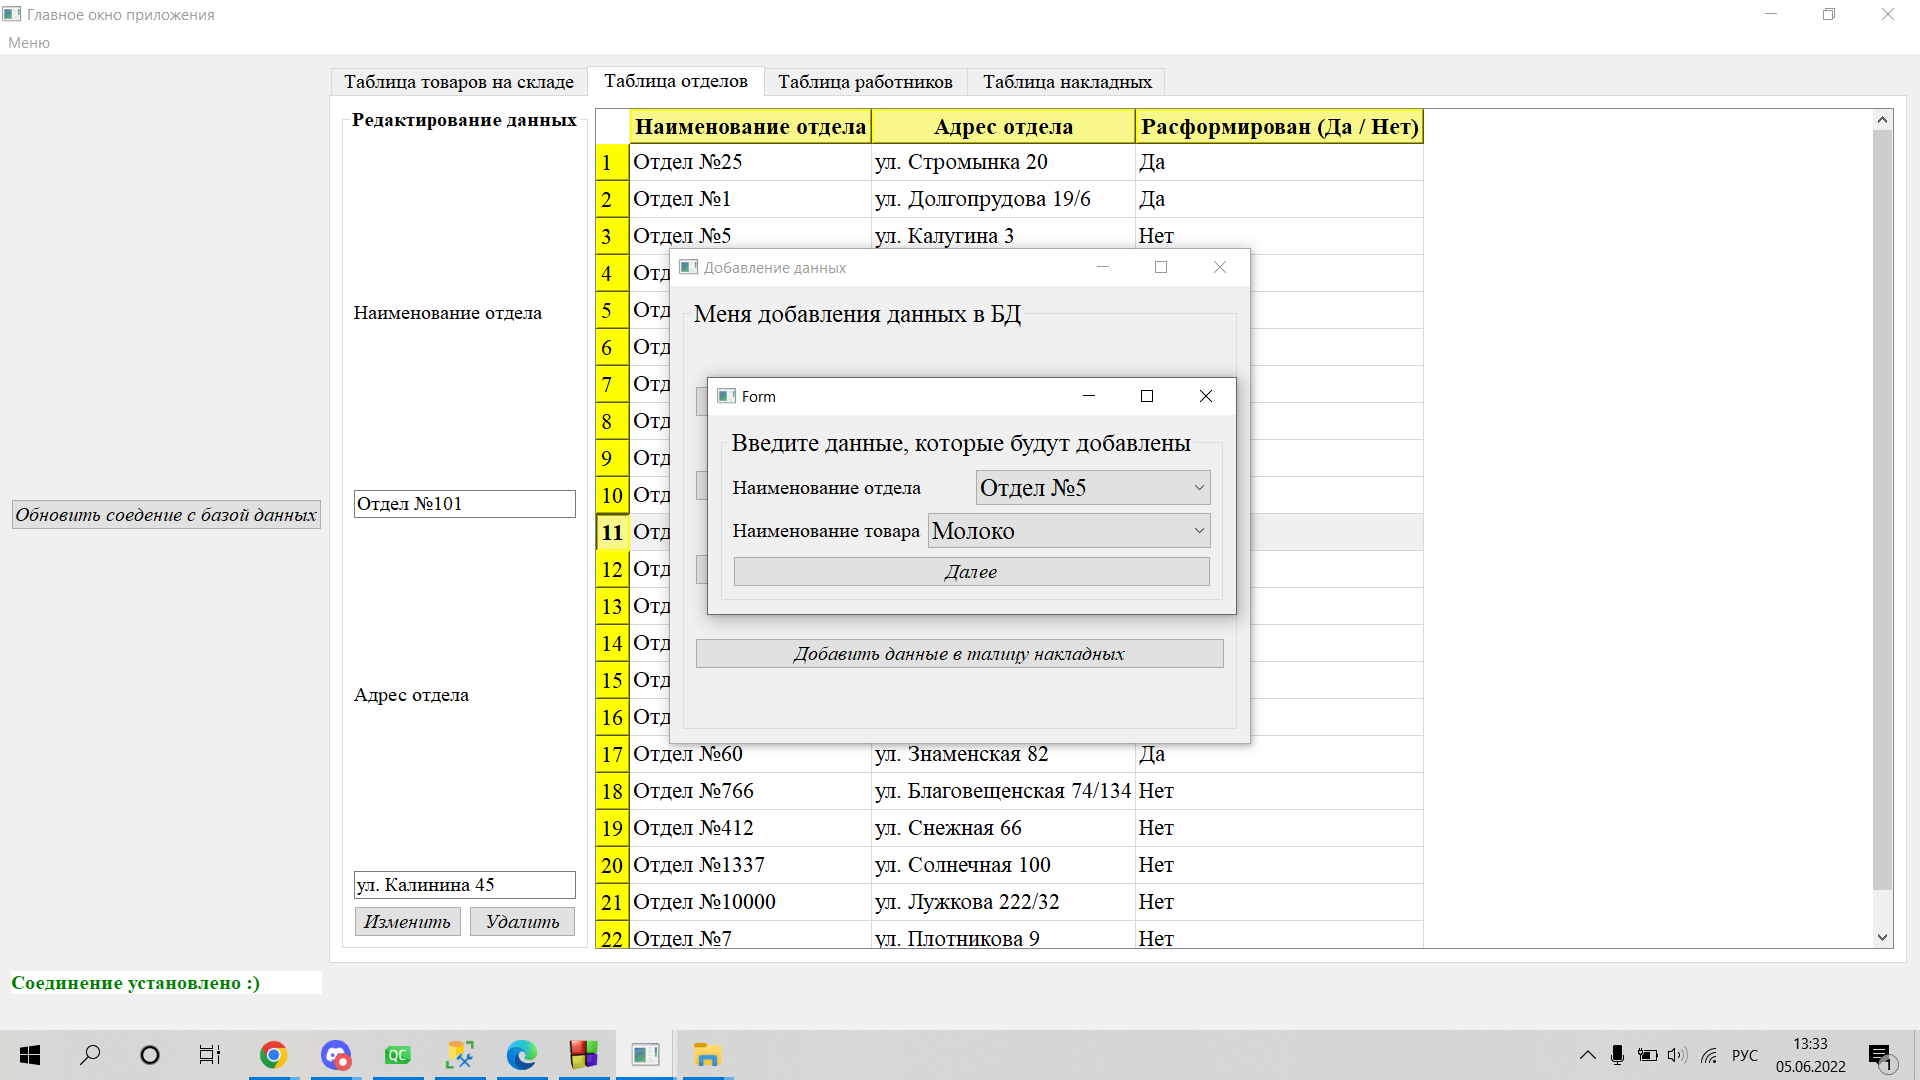 Главное окно приложения
Меню
Таблица товаров на складе
Таблица отделов
Таблица работников
Таблица накладных
Редактирование данных
Наименование отдела
Отдел №101
Адрес отдела
ул. Калинина 45
Изменить
Удалить
Обновить соедение с базой данных
Соединение установлено :)
Наименование отдела Адрес отдела Расформирован (Да / Нет)
1 Отдел №25 ул. Стромынка 20 Да
2 Отдел №1 ул. Долгопрудова 19/6 Да
3 Отдел №5 ул. Калугина 3 Нет
4 Отд
5 Отд
6 Отд
7 Отд
8 Отд
9 Отд
10 Отд
11 Отд
12 Отд
13 Отд
14 Отд
15 Отд
16 Отд
17 Отдел №60 ул. Знаменская 82 Да
18 Отдел №766 ул. Благовещенская 74/134 Нет
19 Отдел №412 ул. Снежная 66 Нет
20 Отдел №1337 ул. Солнечная 100 Нет
21 Отдел №10000 ул. Лужкова 222/32 Нет
22 Отдел №7 ул. Плотникова 9 Нет
Добавление данных
Меня добавления данных в БД
Form
Введите данные, которые будут добавлены
Наименование отдела Отдел №5
Наименование товара Молоко
Далее
Добавить данные в талицу накладных
QC
РУС
13:33
05.06.2022
1